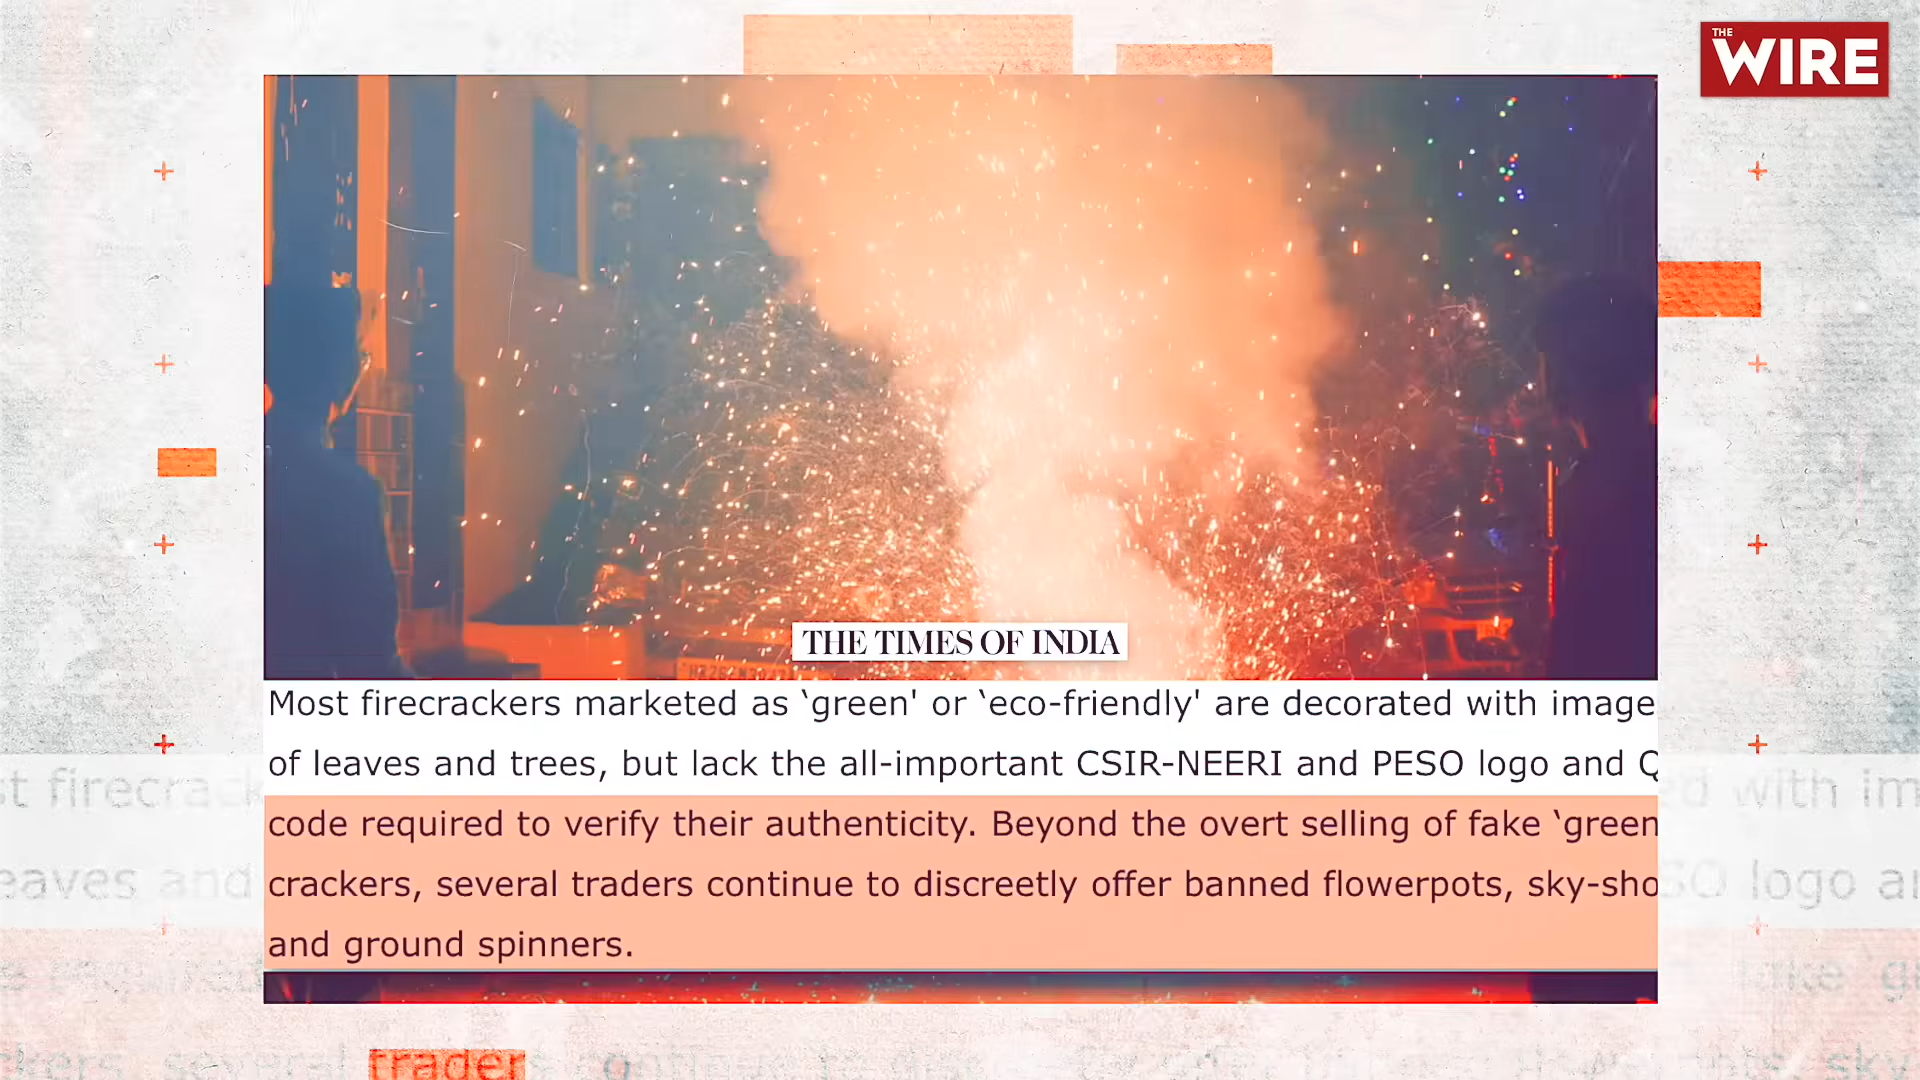 THE
WIRE
THE TIMES OF INDIA
Most firecrackers marketed as ‘green' or ‘eco-friendly' are decorated with image
of leaves and trees, but lack the all-important CSIR-NEERI and PESO logo and Q
code required to verify their authenticity. Beyond the overt selling of fake ‘green
crackers, several traders continue to discreetly offer banned flowerpots, sky-sho
and ground spinners.
traders